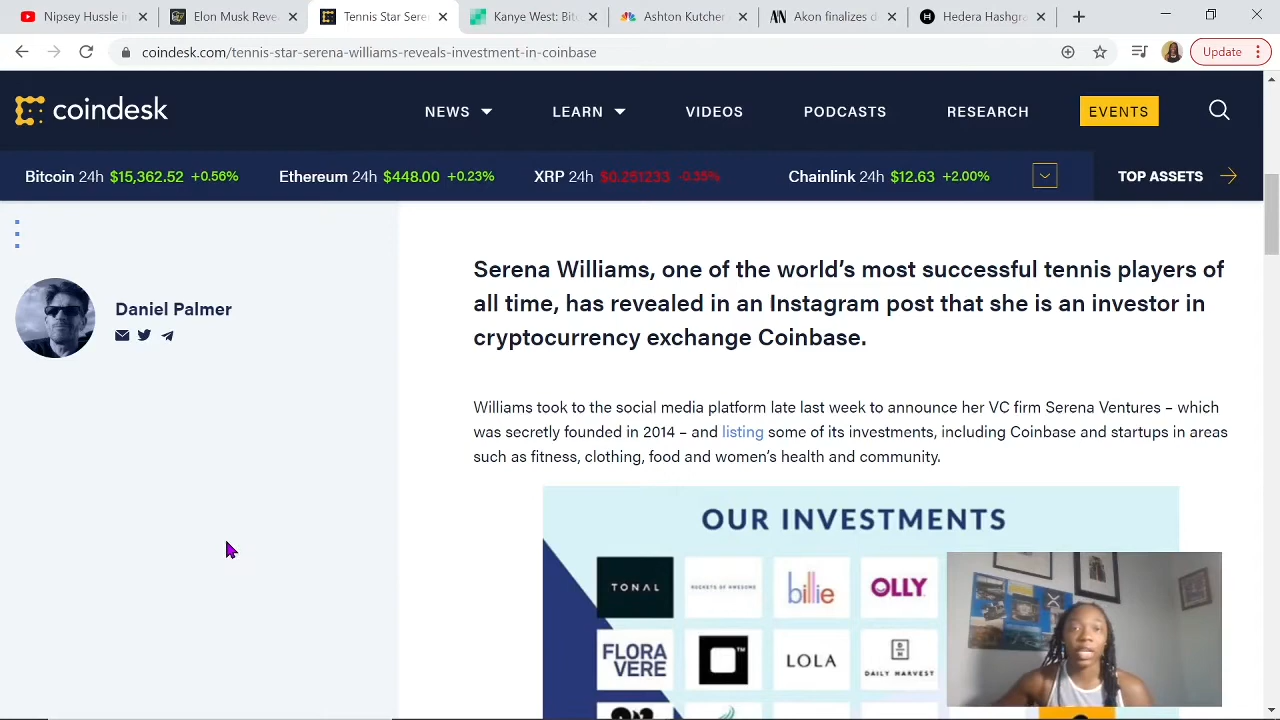 Nipsey Hussle in
Elon Musk Reve
Tennis Star Sere
Kanye West: Bitc
Ashton Kutcher
Akon finalizes d
Hedera Hashgra
coindesk.com/tennis-star-serena-williams-reveals-investment-in-coinbase
Update
coindesk
NEWS
LEARN
VIDEOS
PODCASTS
RESEARCH
EVENTS
Bitcoin 24h $15,362.52 +0.56%
Ethereum 24h $448.00 +0.23%
XRP 24h $0.251233 -0.35%
Chainlink 24h $12.63 +2.00%
TOP ASSETS
Daniel Palmer
Serena Williams, one of the world's most successful tennis players of
all time, has revealed in an Instagram post that she is an investor in
cryptocurrency exchange Coinbase.
Williams took to the social media platform late last week to announce her VC firm Serena Ventures – which
was secretly founded in 2014 – and listing some of its investments, including Coinbase and startups in areas
such as fitness, clothing, food and women's health and community.
OUR INVESTMENTS
TONAL
ROCKETS OF AWESOME
billie
OLLY
FLORA
VERE
LOLA
DAILY HARVEST